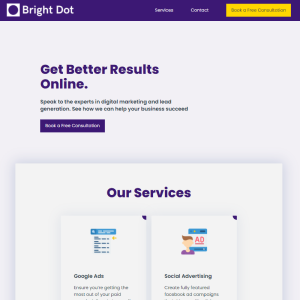 Bright Dot
Services
Contact
Book a Free Consultation
Get Better Results
Online.
Speak to the experts in digital marketing and lead
generation. See how we can help your business succeed
Book a Free Consultation
Our Services
AD
Google Ads
Ensure you're getting the
most out of your paid
Social Advertising
Create fully featured
facebook ad campaigns